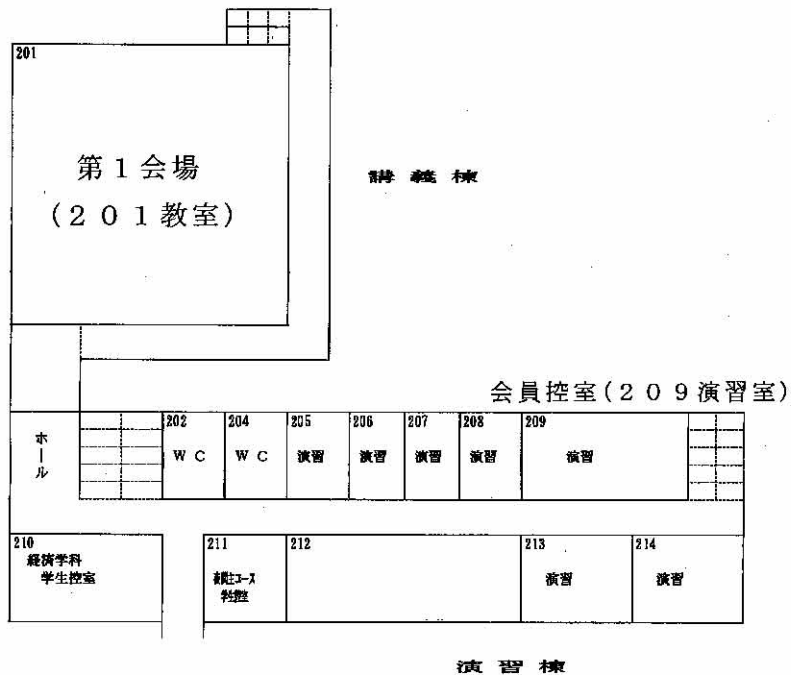 201
第1会場
(201教室)
講義棟
会員控室(209演習室)
ホール
202
WC
204
WC
205
演習
206
演習
207
演習
208
演習
209
演習
210
経済学科
学生控室
211
コース
212
213
演習
214
演習
演習棟